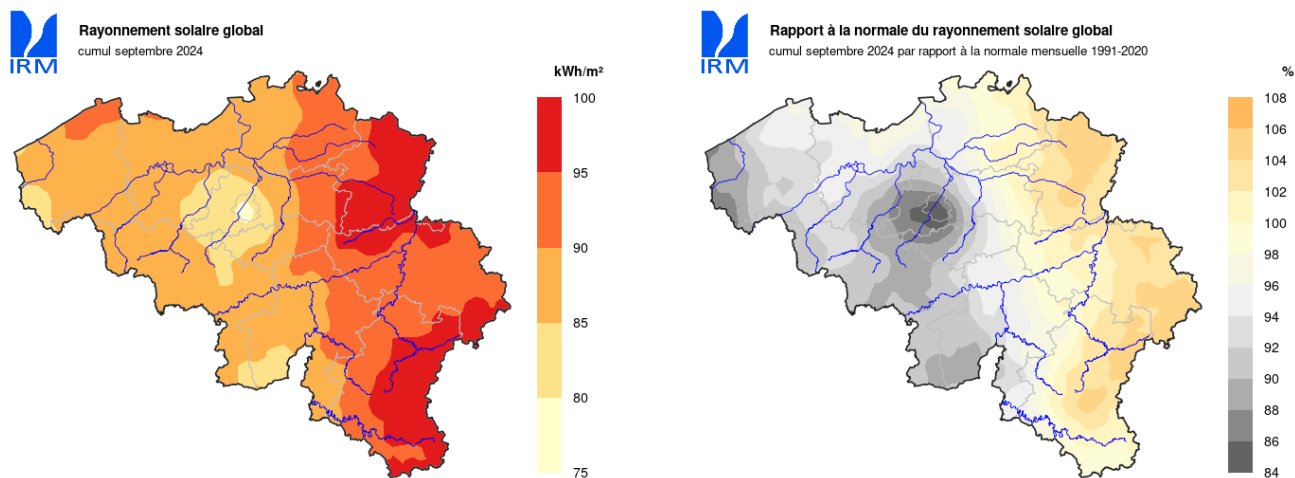 IRM
Rayonnement solaire global
cumul septembre 2024
kWh/m²
100
95
90
85
80
75
IRM
Rapport à la normale du rayonnement solaire global
cumul septembre 2024 par rapport à la normale mensuelle 1991-2020
%
108
106
104
102
100
98
96
94
92
90
88
86
84